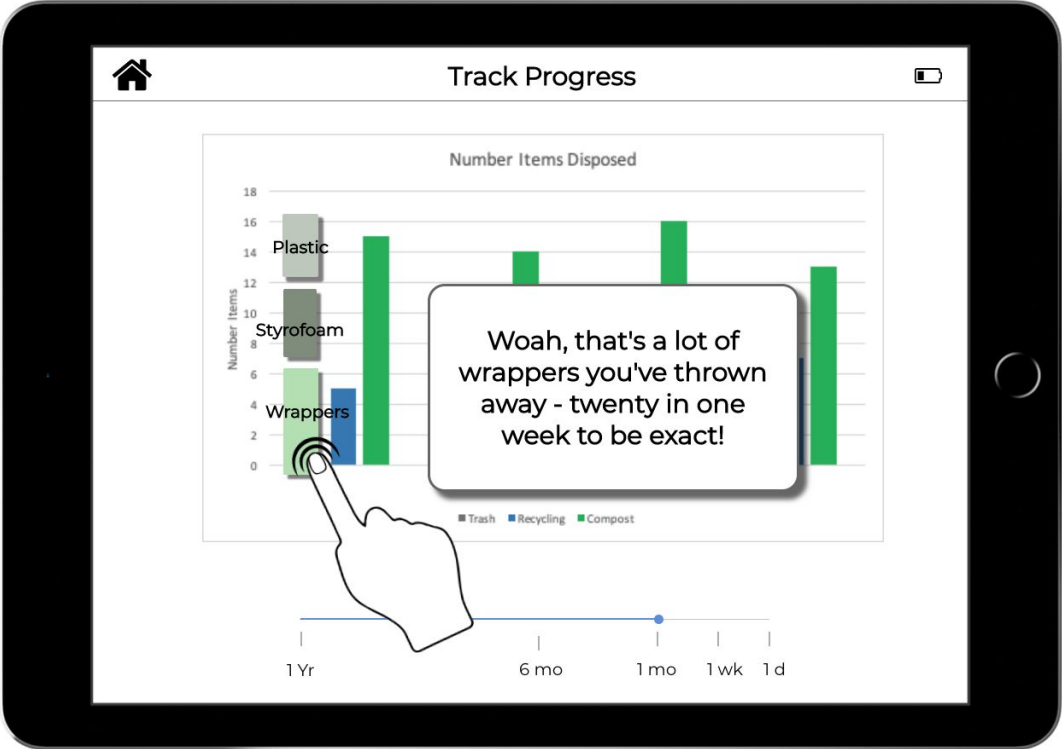 Track Progress
Number Items Disposed
18
16
14
12
10
8
6
4
2
0
Number Items
Plastic
Styrofoam
Wrappers
Woah, that's a lot of
wrappers you've thrown
away - twenty in one
week to be exact!
Trash Recycling Compost
1 Yr 6 mo 1 mo 1 wk 1 d